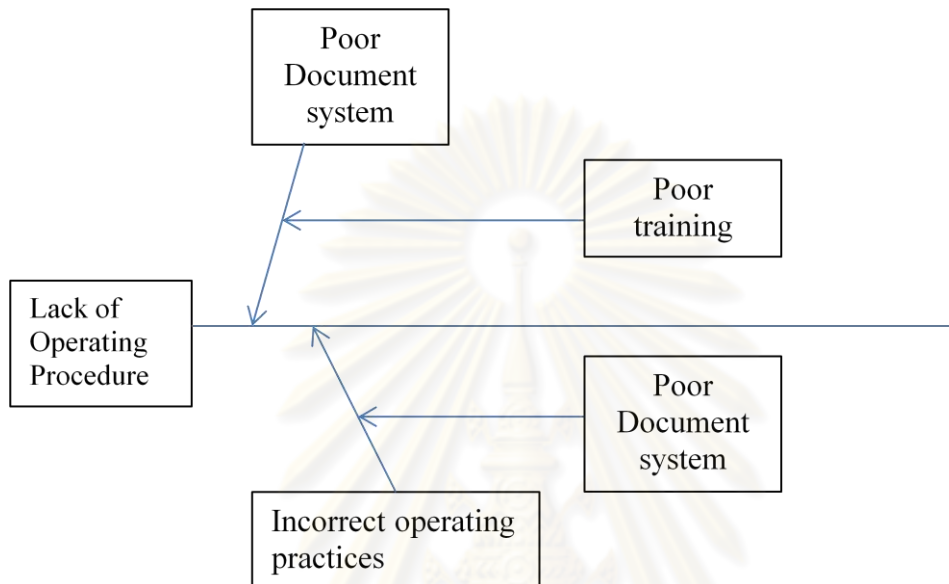 Poor
Document
system
Poor
training
Lack of
Operating
Procedure
Poor
Document
system
Incorrect operating
practices